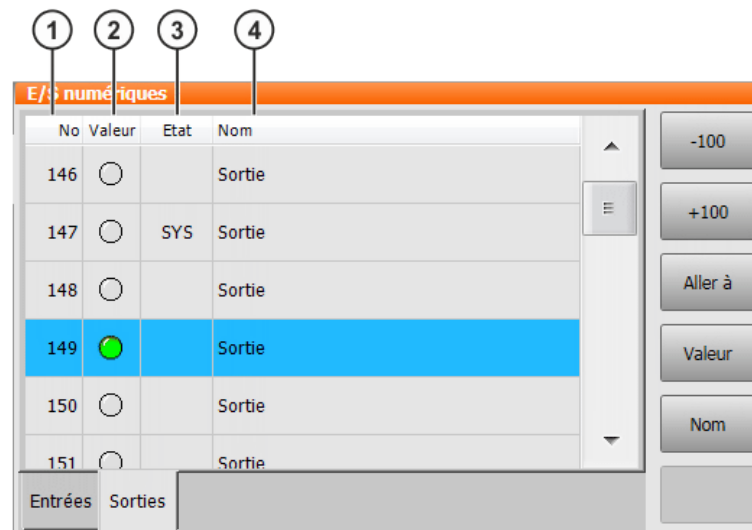 1 2 3 4
E/S numériques
No Valeur Etat Nom
146 Sortie
147 SYS Sortie
148 Sortie
149 Sortie
150 Sortie
151 Sortie
Entrées Sorties
-100
+100
Aller à
Valeur
Nom